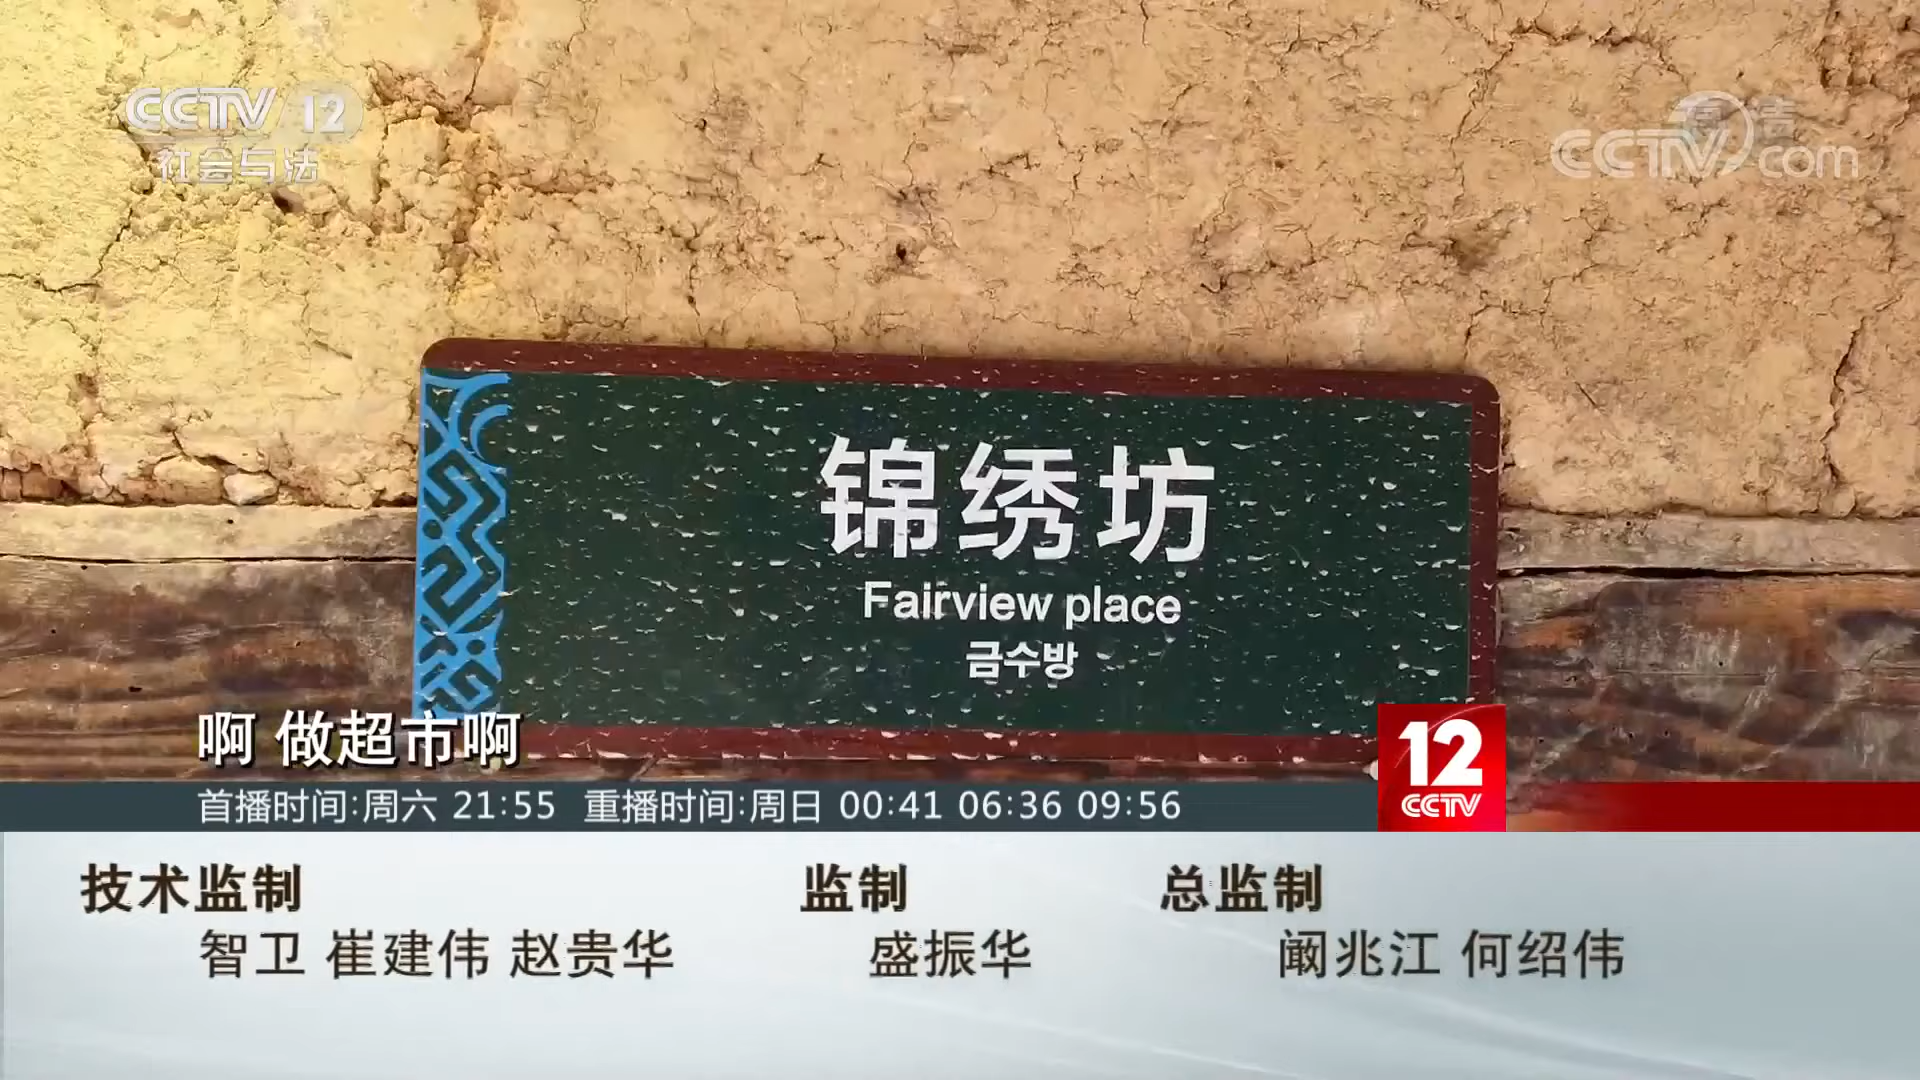 CCTV 12
社会与法
CCTV.com
锦绣坊
Fairview place
금수방
啊 做超市啊
首播时间:周六 21:55 重播时间:周日 00:41 06:36 09:56
12
CCTV
技术监制 监制 总监制
智卫 崔建伟 赵贵华 盛振华 阚兆江 何绍伟